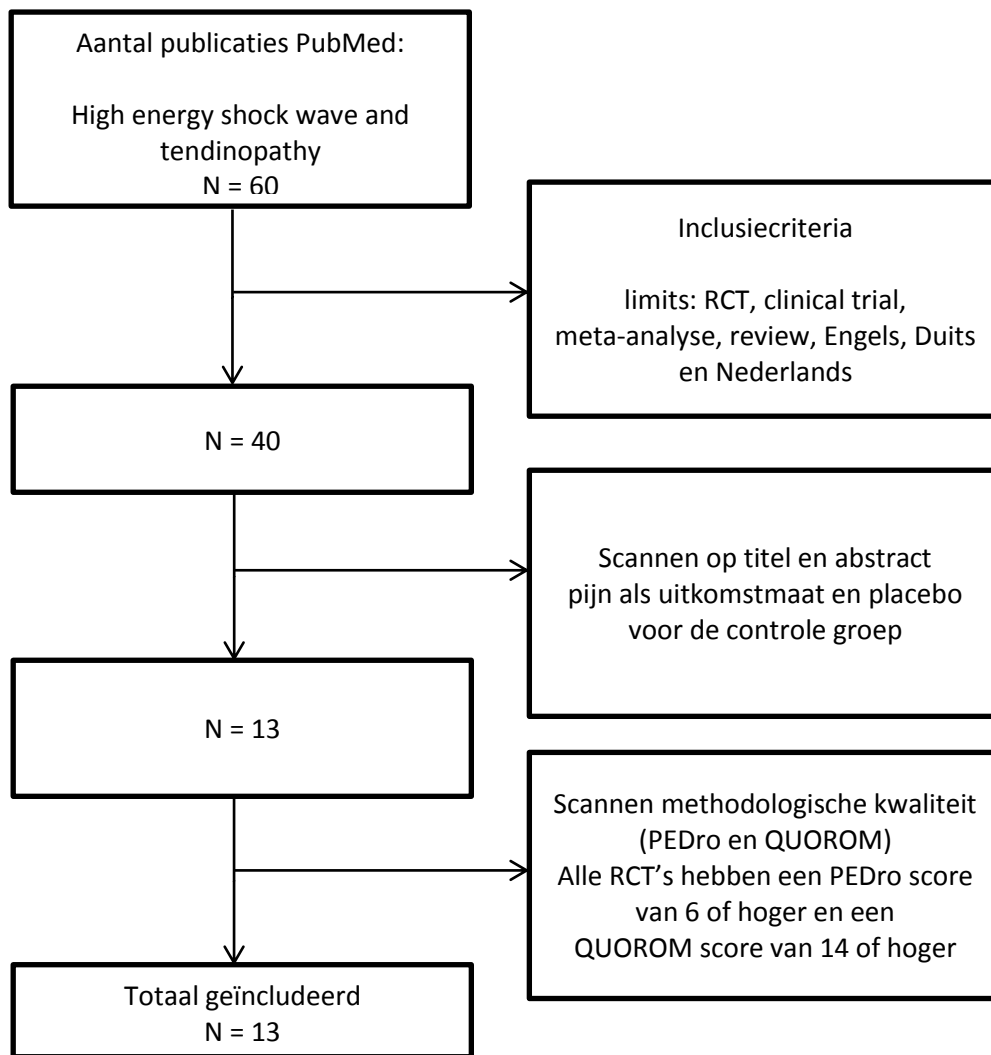 Aantal publicaties PubMed:
High energy shock wave and
tendinopathy
N = 60
Inclusiecriteria
limits: RCT, clinical trial,
meta-analyse, review, Engels, Duits
en Nederlands
N = 40
Scannen op titel en abstract
pijn als uitkomstmaat en placebo
voor de controle groep
N = 13
Scannen methodologische kwaliteit
(PEDro en QUOROM)
Alle RCT’s hebben een PEDro score
van 6 of hoger en een
QUOROM score van 14 of hoger
Totaal geïncludeerd
N = 13